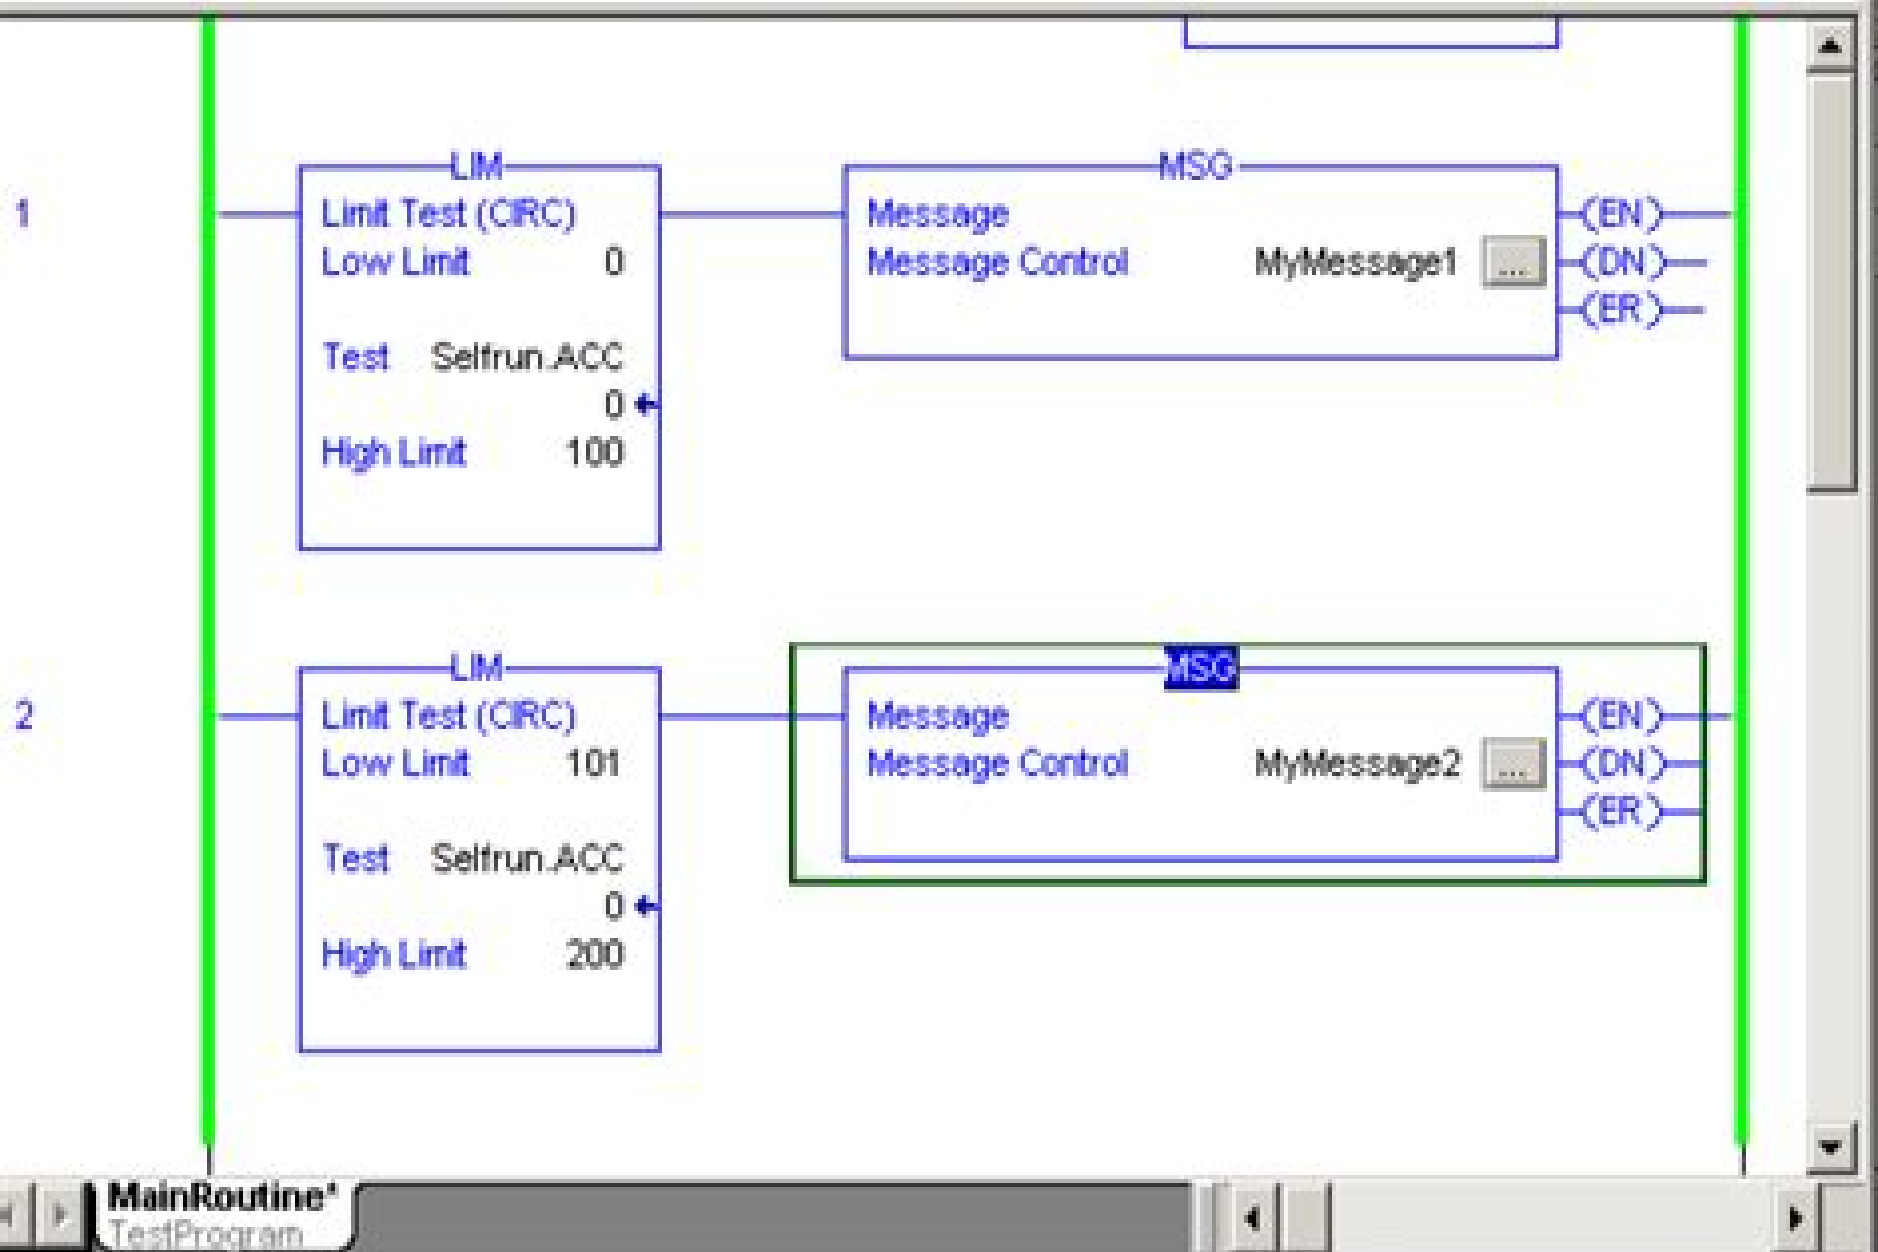 1
LIM
Limit Test (CIRC)
Low Limit 0
Test Selfrun.ACC
0
High Limit 100
MSG
Message
Message Control MyMessage1 ...
(EN)
(DN)
(ER)
2
LIM
Limit Test (CIRC)
Low Limit 101
Test Selfrun.ACC
0
High Limit 200
MSG
Message
Message Control MyMessage2 ...
(EN)
(DN)
(ER)
MainRoutine*
TestProgram